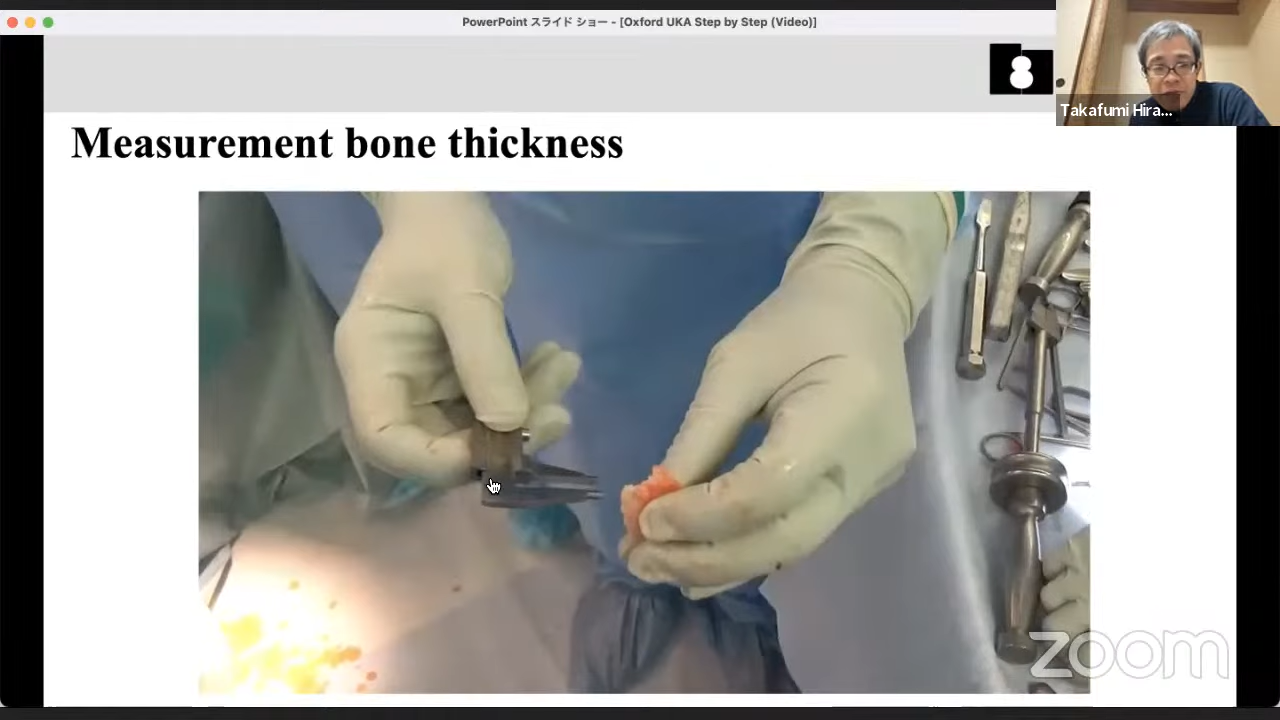 PowerPoint スライド ショー - [Oxford UKA Step by Step (Video)]
Takafumi Hira...
Measurement bone thickness
zoom